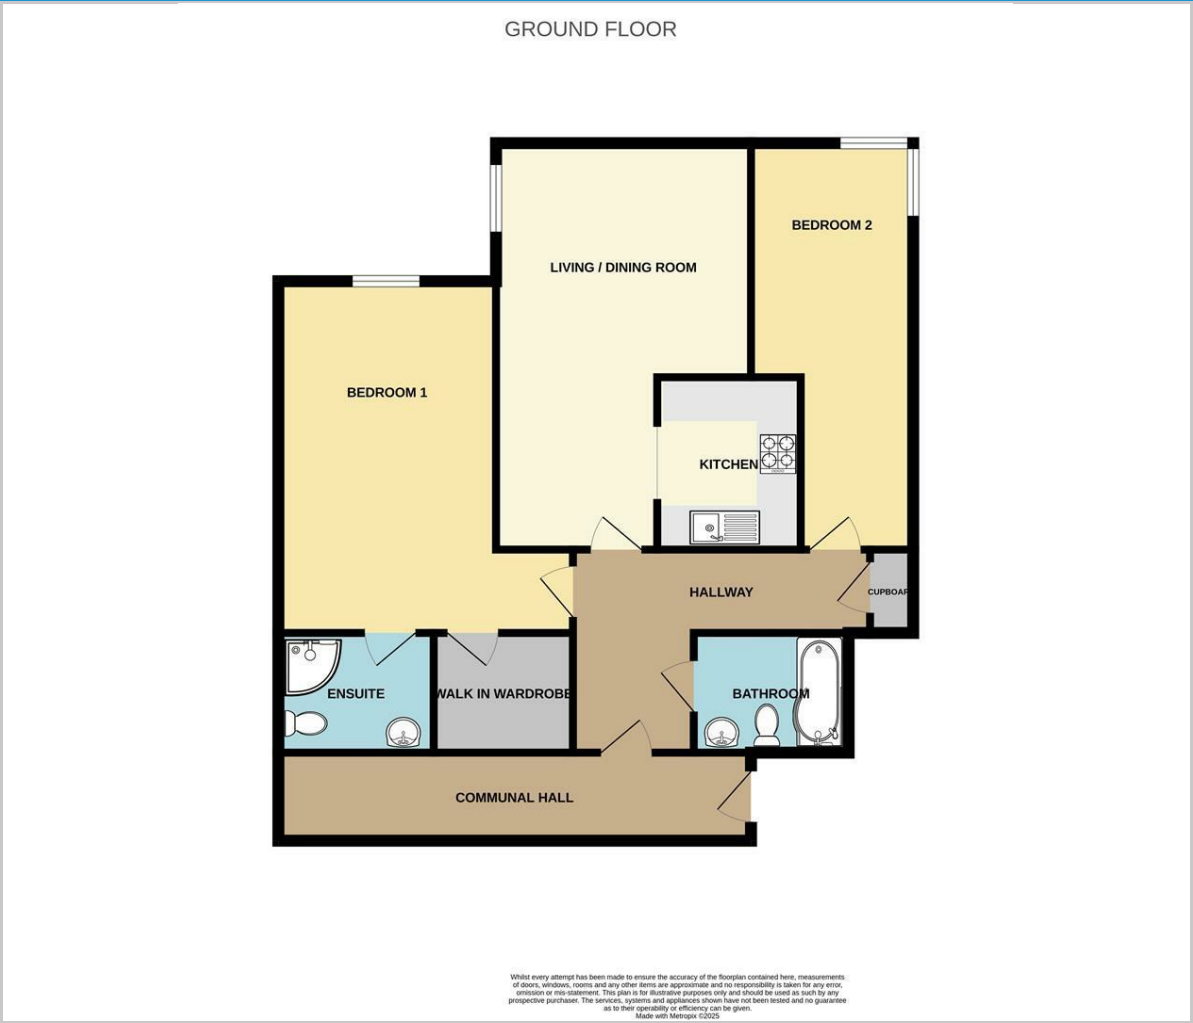 GROUND FLOOR
BEDROOM 2
LIVING / DINING ROOM
BEDROOM 1
KITCHEN
HALLWAY
CUPBOAR
ENSUITE
WALK IN WARDROBE
BATHROOM
COMMUNAL HALL
Whilst every attempt has been made to ensure the accuracy of the floorplan contained here, measurements
of doors, windows, rooms and any other items are approximate and no responsibility is taken for any error,
omission or mis-statement. This plan is for illustrative purposes only and should be used as such by any
prospective purchaser. The services, systems and appliances shown have not been tested and no guarantee
as to their operability or efficiency can be given.
Made with Metropix ©2025